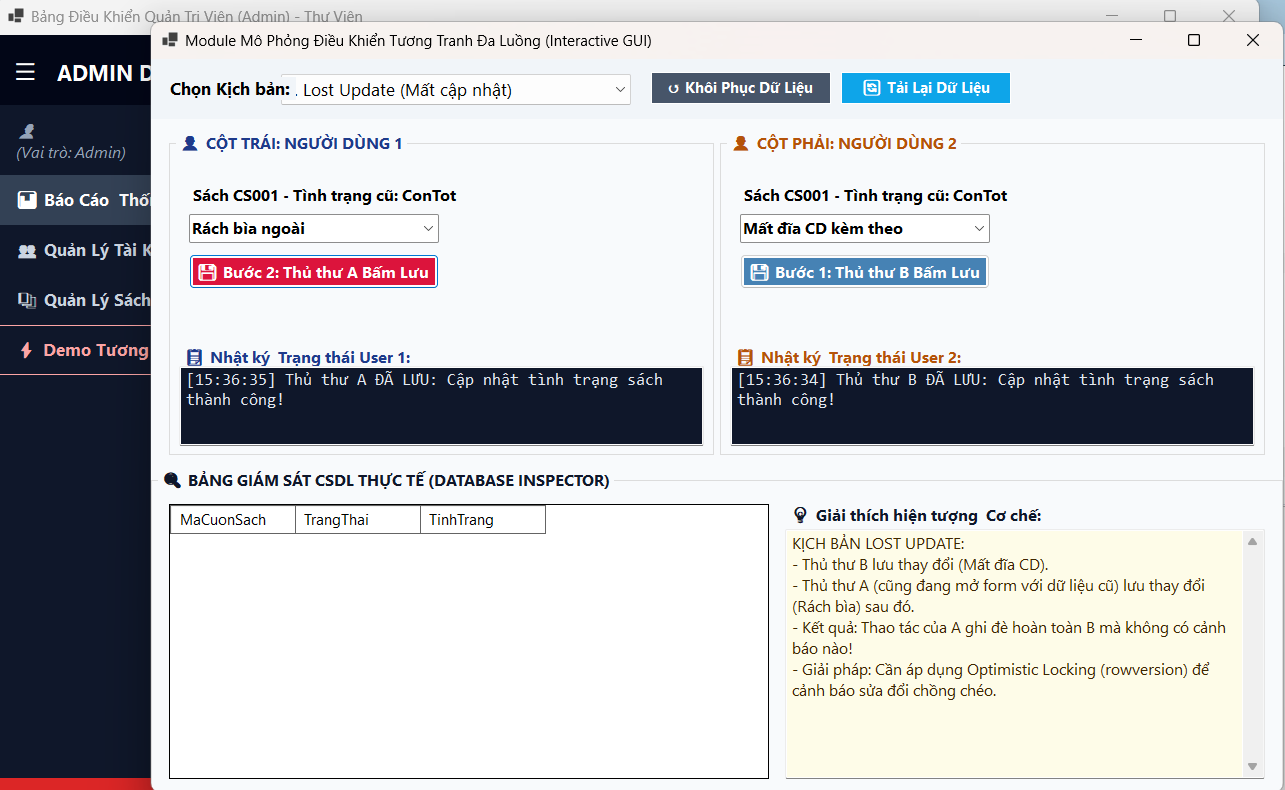 Bảng Điều Khiển Quản Trị Viên (Admin) - Thư Viện
Module Mô Phỏng Điều Khiển Tương Tranh Đa Luồng (Interactive GUI)
ADMIN D
(Vai trò: Admin)
Báo Cáo Thố
Quản Lý Tài K
Quản Lý Sách
Demo Tương
Chọn Kịch bản:
. Lost Update (Mất cập nhật)
Khôi Phục Dữ Liệu
Tải Lại Dữ Liệu
CỘT TRÁI: NGƯỜI DÙNG 1
Sách CS001 - Tình trạng cũ: ConTot
Rách bìa ngoài
Bước 2: Thủ thư A Bấm Lưu
Nhật ký Trạng thái User 1:
[15:36:35] Thủ thư A ĐÃ LƯU: Cập nhật tình trạng sách
thành công!
CỘT PHẢI: NGƯỜI DÙNG 2
Sách CS001 - Tình trạng cũ: ConTot
Mất đĩa CD kèm theo
Bước 1: Thủ thư B Bấm Lưu
Nhật ký Trạng thái User 2:
[15:36:34] Thủ thư B ĐÃ LƯU: Cập nhật tình trạng sách
thành công!
BẢNG GIÁM SÁT CSDL THỰC TẾ (DATABASE INSPECTOR)
MaCuonSach TrangThai TinhTrang
Giải thích hiện tượng Cơ chế:
KỊCH BẢN LOST UPDATE:
- Thủ thư B lưu thay đổi (Mất đĩa CD).
- Thủ thư A (cũng đang mở form với dữ liệu cũ) lưu thay đổi
(Rách bìa) sau đó.
- Kết quả: Thao tác của A ghi đè hoàn toàn B mà không có cảnh
báo nào!
- Giải pháp: Cần áp dụng Optimistic Locking (rowversion) để
cảnh báo sửa đổi chồng chéo.